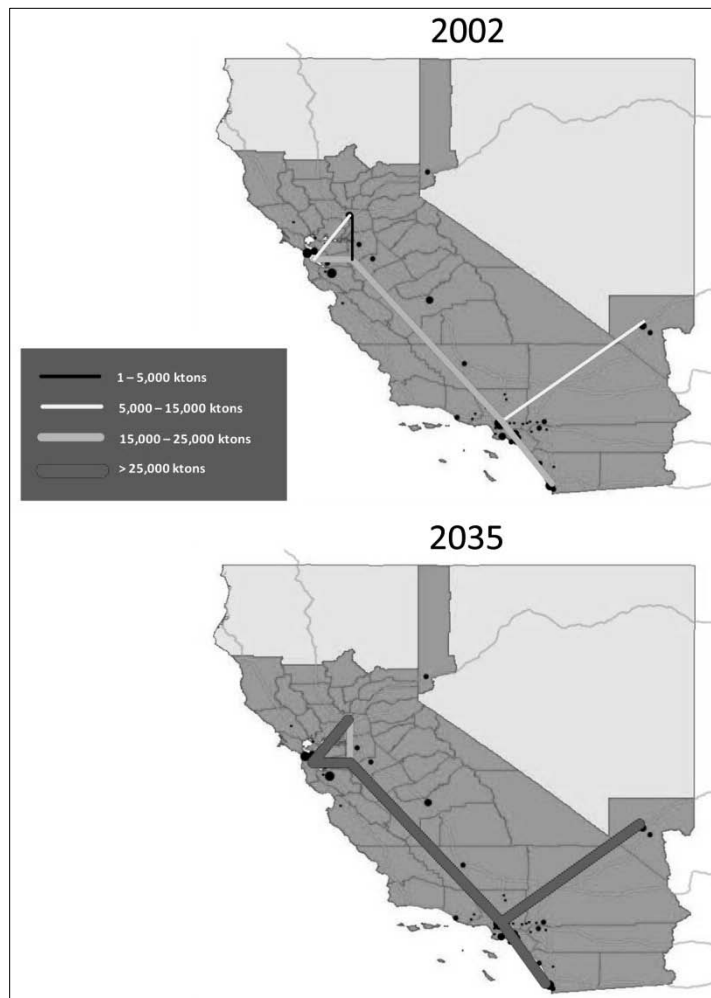 2002
1 – 5,000 ktons
5,000 – 15,000 ktons
15,000 – 25,000 ktons
> 25,000 ktons
2035